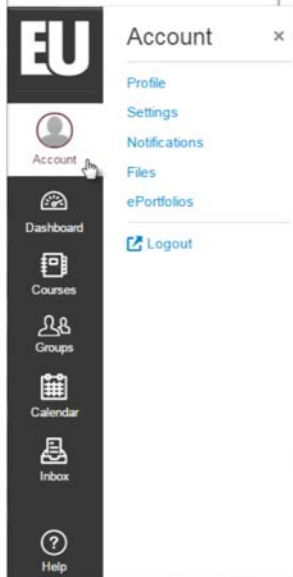 EU
Account
Dashboard
Courses
Groups
Calendar
Inbox
Help
Account ×
Profile
Settings
Notifications
Files
ePortfolios
Logout